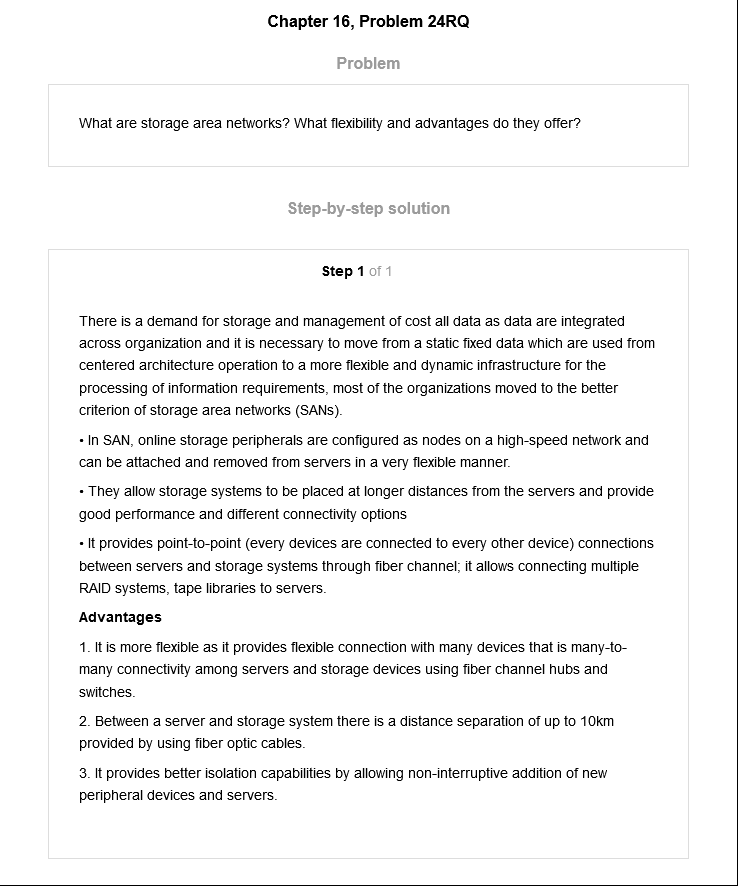 Chapter 16, Problem 24RQ
Problem
What are storage area networks? What flexibility and advantages do they offer?
Step-by-step solution
Step 1 of 1
There is a demand for storage and management of cost all data as data are integrated
across organization and it is necessary to move from a static fixed data which are used from
centered architecture operation to a more flexible and dynamic infrastructure for the
processing of information requirements, most of the organizations moved to the better
criterion of storage area networks (SANs).
• In SAN, online storage peripherals are configured as nodes on a high-speed network and
can be attached and removed from servers in a very flexible manner.
• They allow storage systems to be placed at longer distances from the servers and provide
good performance and different connectivity options
• It provides point-to-point (every devices are connected to every other device) connections
between servers and storage systems through fiber channel; it allows connecting multiple
RAID systems, tape libraries to servers.
Advantages
1. It is more flexible as it provides flexible connection with many devices that is many-to-
many connectivity among servers and storage devices using fiber channel hubs and
switches.
2. Between a server and storage system there is a distance separation of up to 10km
provided by using fiber optic cables.
3. It provides better isolation capabilities by allowing non-interruptive addition of new
peripheral devices and servers.